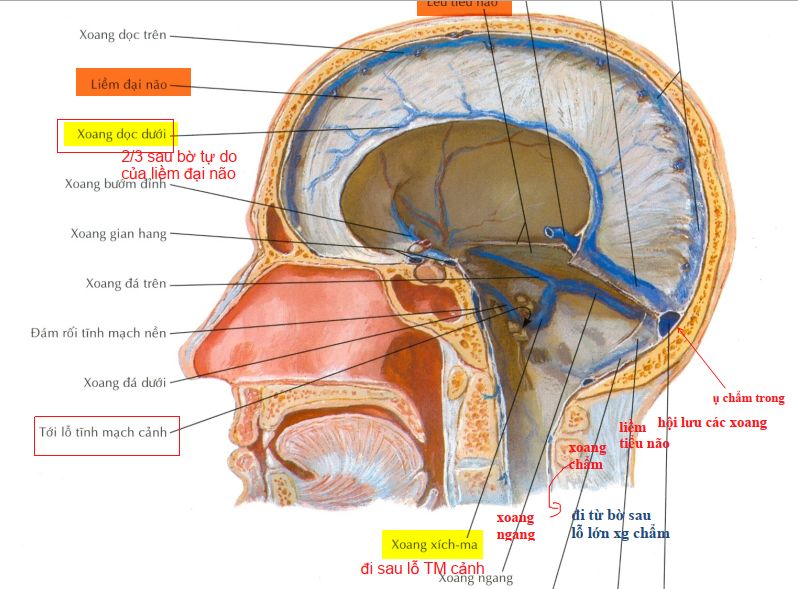 Lều tiểu não
Xoang dọc trên
Liềm đại não
Xoang dọc dưới
2/3 sau bờ tự do
của liềm đại não
Xoang bướm đỉnh
Xoang gian hang
Xoang đá trên
Đám rối tĩnh mạch nền
Xoang đá dưới
Tới lỗ tĩnh mạch cảnh
ụ chẩm trong
hội lưu các xoang
liềm
tiểu não
xoang
chẩm
xoang
ngang
đi từ bờ sau
lỗ lớn xg chẩm
Xoang xích-ma
đi sau lỗ TM cảnh
Xoang ngang